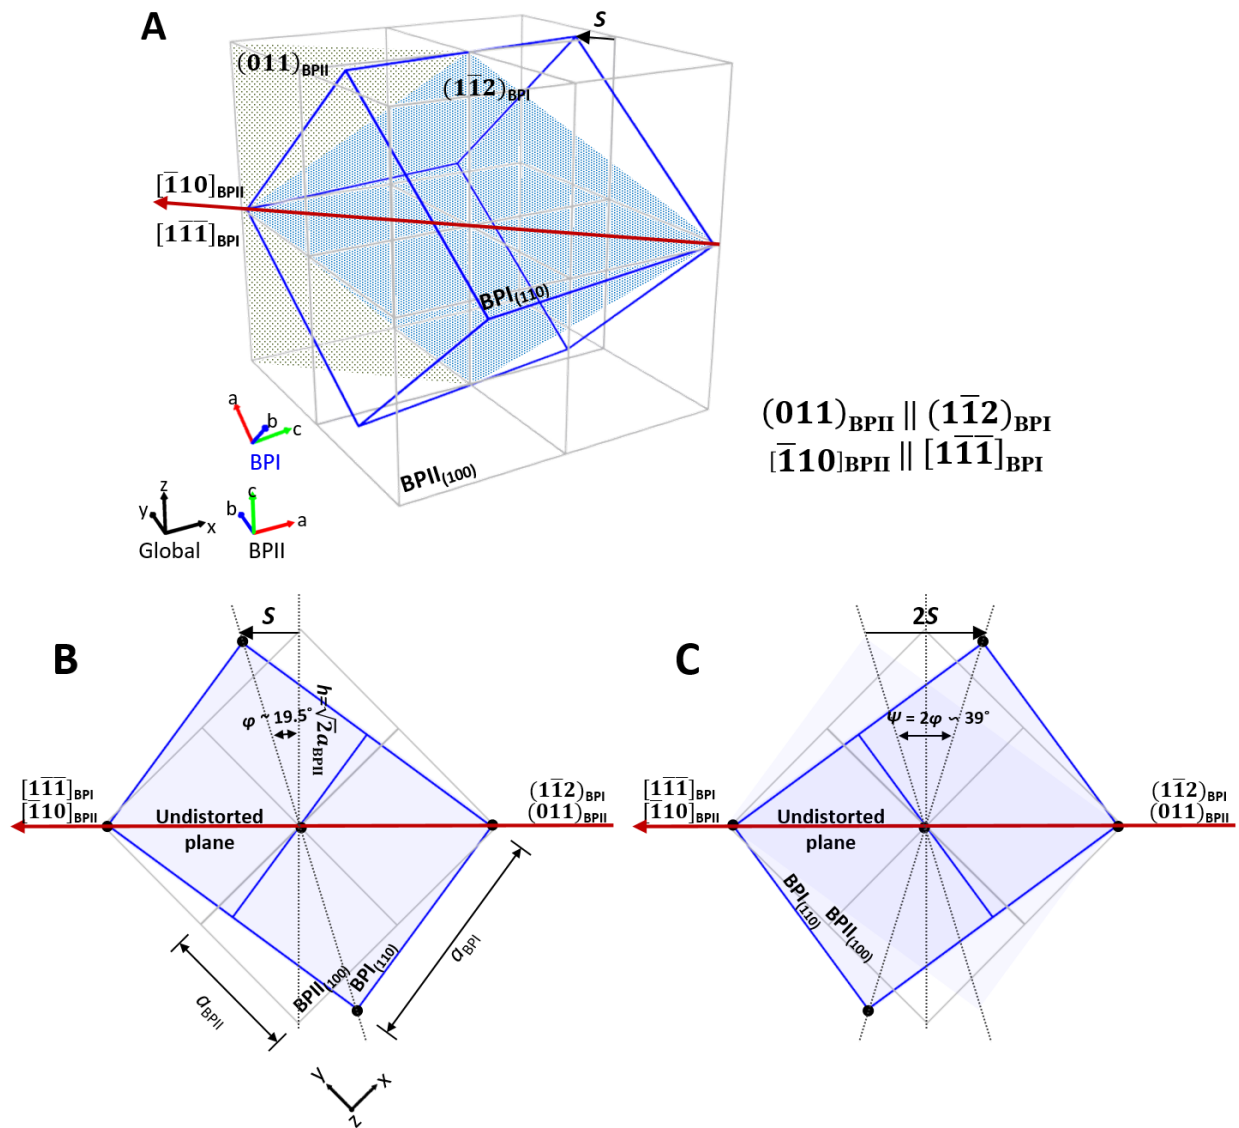 A
S
(011)BPII
(11̅2)BPI
[1̅10]BPII
[11̅1̅]BPI
BPI(110)
a
b
c
BPI
BPII(100)
(011)BPII || (11̅2)BPI
[1̅10]BPII || [11̅1̅]BPI
z
y
x
Global
c
b
a
BPII
B
S
φ ~ 19.5°
h=√2aBPII
[11̅1̅]BPI
[1̅10]BPII
Undistorted
plane
(11̅2)BPI
(011)BPII
BPII(100)
BPI(110)
aBPII
aBPI
y
x
z
C
2S
Ψ = 2φ ~ 39°
[11̅1̅]BPI
[1̅10]BPII
Undistorted
plane
(11̅2)BPI
(011)BPII
BPI(110)
BPII(100)